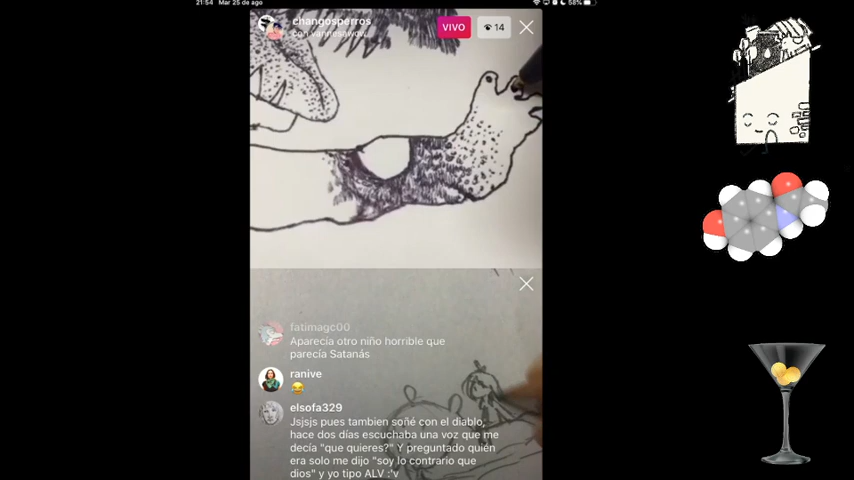 21:54 Mar 25 de ago
58%
changosperros
con vannesawow
VIVO
14
fatimagc00
Aparecía otro niño horrible que
parecía Satanás
ranive
elsofa329
Jsjsjs pues tambien soñé con el diablo,
hace dos días escuchaba una voz que me
decía "que quieres?" Y preguntado quién
era solo me dijo "soy lo contrario que
dios" y yo tipo ALV :'v